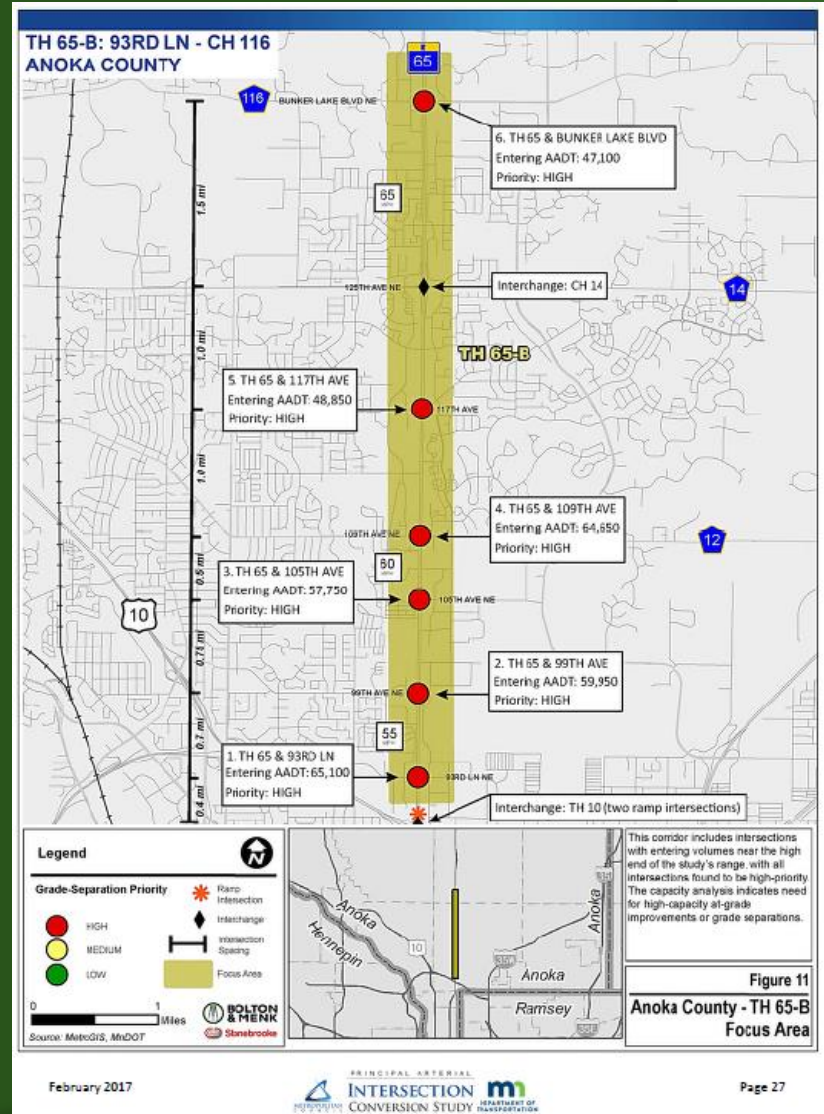 TH 65-B: 93RD LN - CH 116
ANOKA COUNTY
65
116
BUNKER LAKE BLVD NE
6. TH 65 & BUNKER LAKE BLVD
Entering AADT: 47,100
Priority: HIGH
65
1.5 mi
125TH AVE NE
Interchange: CH 14
14
1.0 mi
TH 65-B
5. TH 65 & 117TH AVE
Entering AADT: 48,850
Priority: HIGH
117TH AVE
1.0 mi
4. TH 65 & 109TH AVE
Entering AADT: 64,650
Priority: HIGH
109TH AVE NE
12
60
3. TH 65 & 105TH AVE
Entering AADT: 57,750
Priority: HIGH
0.5 mi
105TH AVE NE
10
0.75 mi
2. TH 65 & 99TH AVE
Entering AADT: 59,950
Priority: HIGH
99TH AVE NE
55
0.7 mi
1. TH 65 & 93RD LN
Entering AADT: 65,100
Priority: HIGH
93RD LN NE
0.4 mi
Interchange: TH 10 (two ramp intersections)
Legend
N
Grade-Separation Priority
HIGH
MEDIUM
LOW
Ramp
Intersection
Interchange
Intersection
Spacing
Focus Area
0 1
Miles
BOLTON
& MENK
Stonebrooke
Source: MetroGIS, MnDOT
Anoka
Hennepin
10
Anoka
Anoka
Ramsey
This corridor includes intersections
with entering volumes near the high
end of the study's range, with all
intersections found to be high-priority.
The capacity analysis indicates need
for high-capacity at-grade
improvements or grade separations.
Figure 11
Anoka County - TH 65-B
Focus Area
February 2017
METROPOLITAN
COUNCIL
PRINCIPAL ARTERIAL
INTERSECTION
CONVERSION STUDY
DEPARTMENT OF
TRANSPORTATION
Page 27